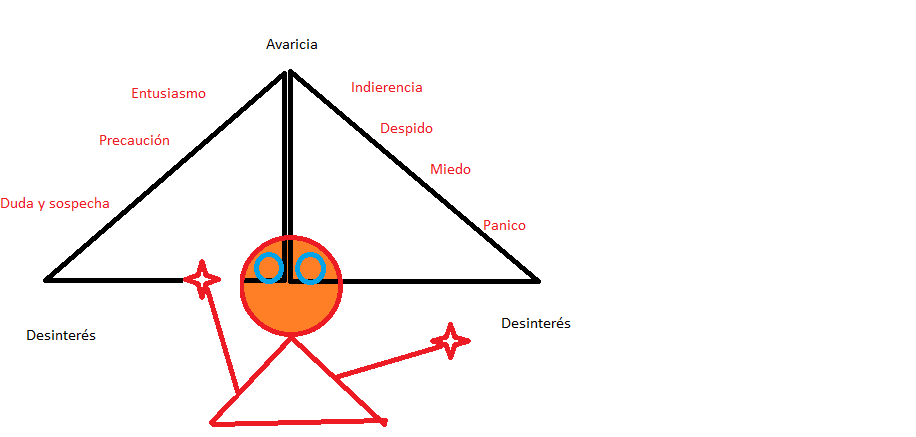 Avaricia
Entusiasmo
Indierencia
Precaución
Despido
Miedo
Duda y sospecha
Panico
Desinterés
Desinterés